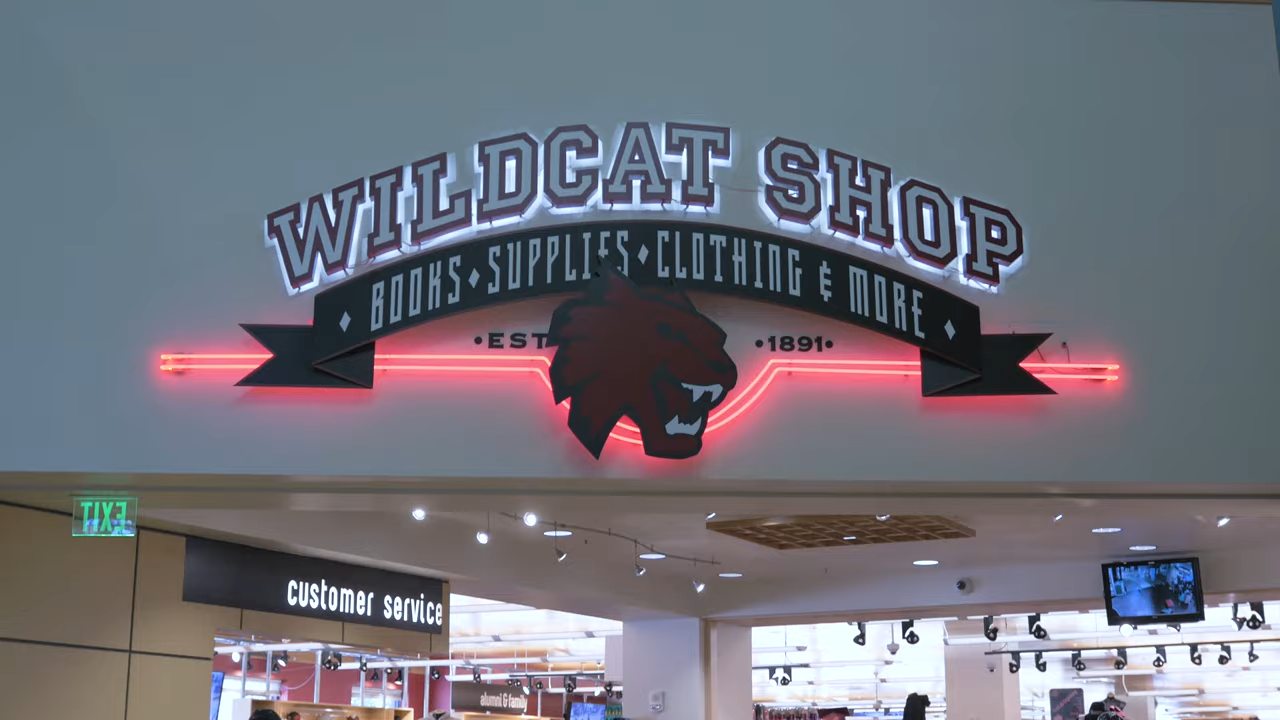 WILDCAT SHOP
BOOKS♦SUPPLIES♦CLOTHING & MORE
•EST
•1891•
EXIT
customer service
alumni & family